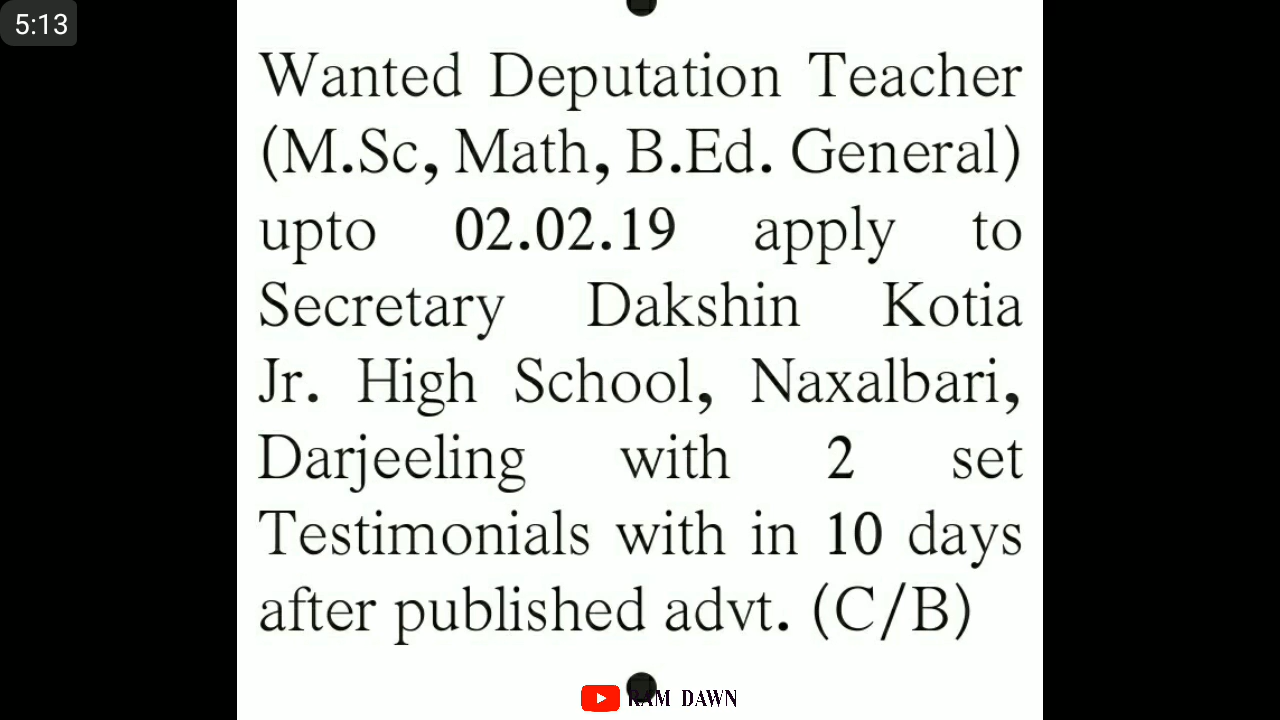 5:13
Wanted Deputation Teacher
(M.Sc, Math, B.Ed. General)
upto 02.02.19 apply to
Secretary Dakshin Kotia
Jr. High School, Naxalbari,
Darjeeling with 2 set
Testimonials with in 10 days
after published advt. (C/B)
RAM DAWN